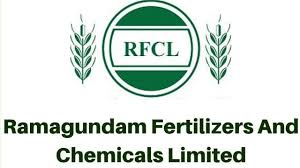 RFCL
Ramagundam Fertilizers And
Chemicals Limited